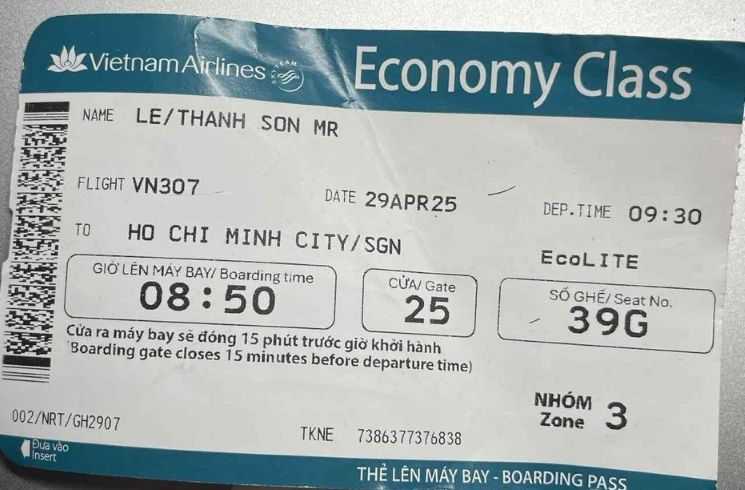 Vietnam Airlines SKYTEAM Economy Class
NAME LE/THANH SON MR
FLIGHT VN307 DATE 29APR25 DEP.TIME 09:30
TO HO CHI MINH CITY/SGN EcoLITE
GIỜ LÊN MÁY BAY/ Boarding time CỬA/ Gate SỐ GHẾ/ Seat No.
08:50 25 39G
Cửa ra máy bay sẽ đóng 15 phút trước giờ khởi hành
Boarding gate closes 15 minutes before departure time)
NHÓM
Zone 3
002/NRT/GH2907 TKNE 7386377376838
Đưa vào
Insert
THẺ LÊN MÁY BAY - BOARDING PASS